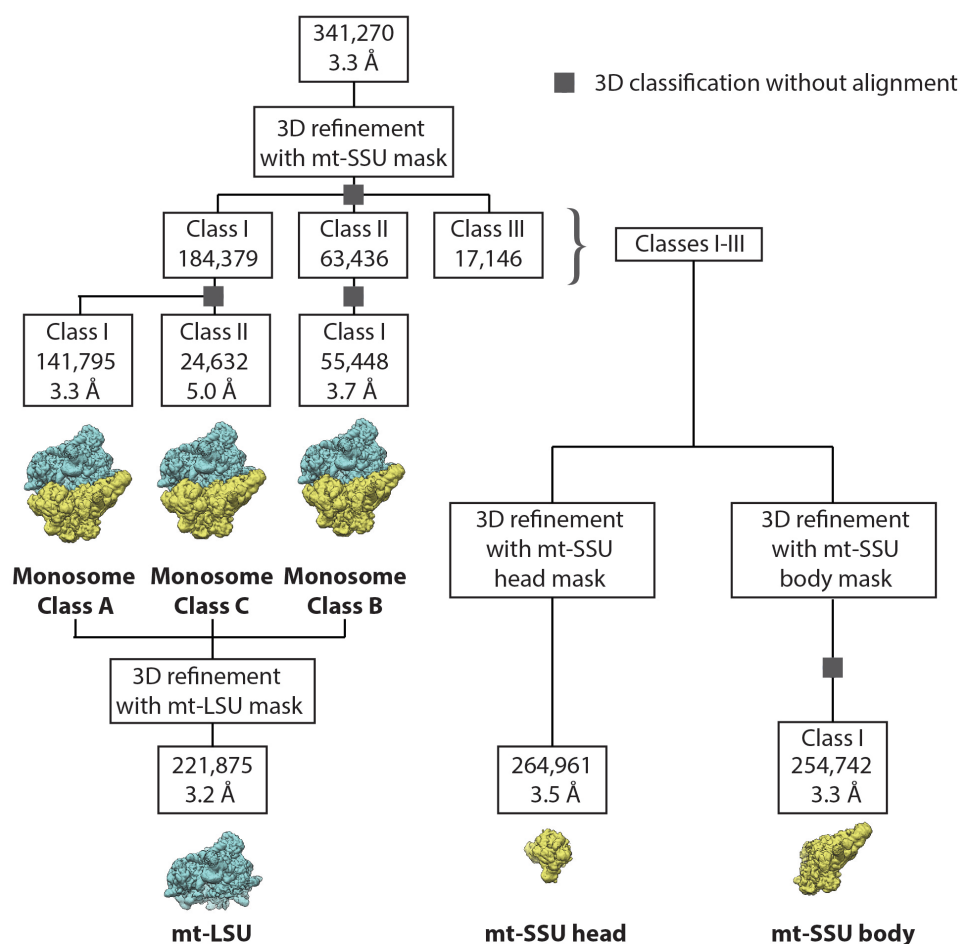 341,270
3.3 Å
3D classification without alignment
3D refinement
with mt-SSU mask
Class I
184,379
Class II
63,436
Class III
17,146
Classes I-III
Class I
141,795
3.3 Å
Class II
24,632
5.0 Å
Class I
55,448
3.7 Å
Monosome
Class A
Monosome
Class C
Monosome
Class B
3D refinement
with mt-SSU
head mask
3D refinement
with mt-SSU
body mask
3D refinement
with mt-LSU mask
221,875
3.2 Å
264,961
3.5 Å
Class I
254,742
3.3 Å
mt-LSU
mt-SSU head
mt-SSU body